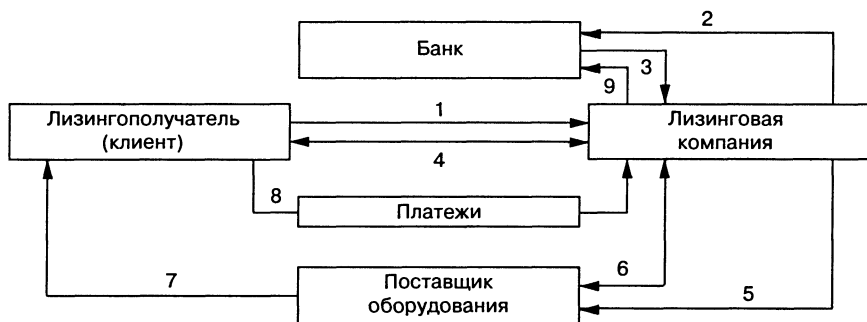 2
Банк
3
9
Лизингополучатель
(клиент)
1
Лизинговая
компания
4
8
Платежи
6
7
Поставщик
оборудования
5